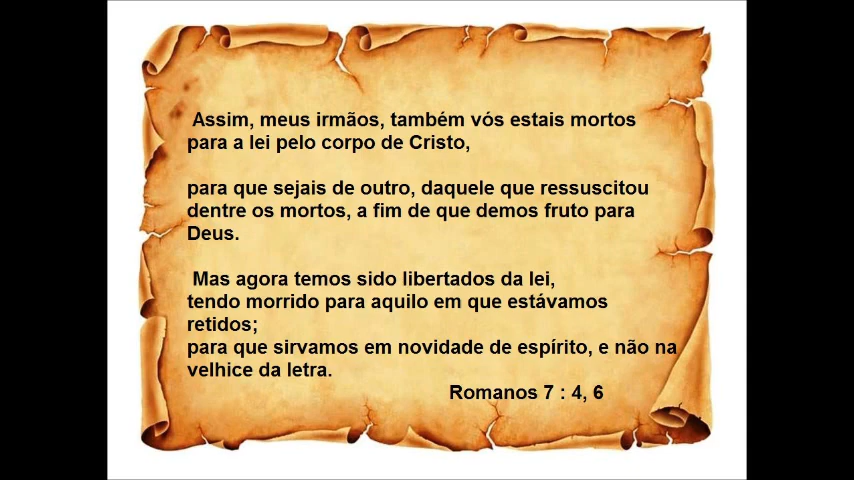 Assim, meus irmãos, também vós estais mortos
para a lei pelo corpo de Cristo,
para que sejais de outro, daquele que ressuscitou
dentre os mortos, a fim de que demos fruto para
Deus.
Mas agora temos sido libertados da lei,
tendo morrido para aquilo em que estávamos
retidos;
para que sirvamos em novidade de espírito, e não na
velhice da letra.
Romanos 7 : 4, 6